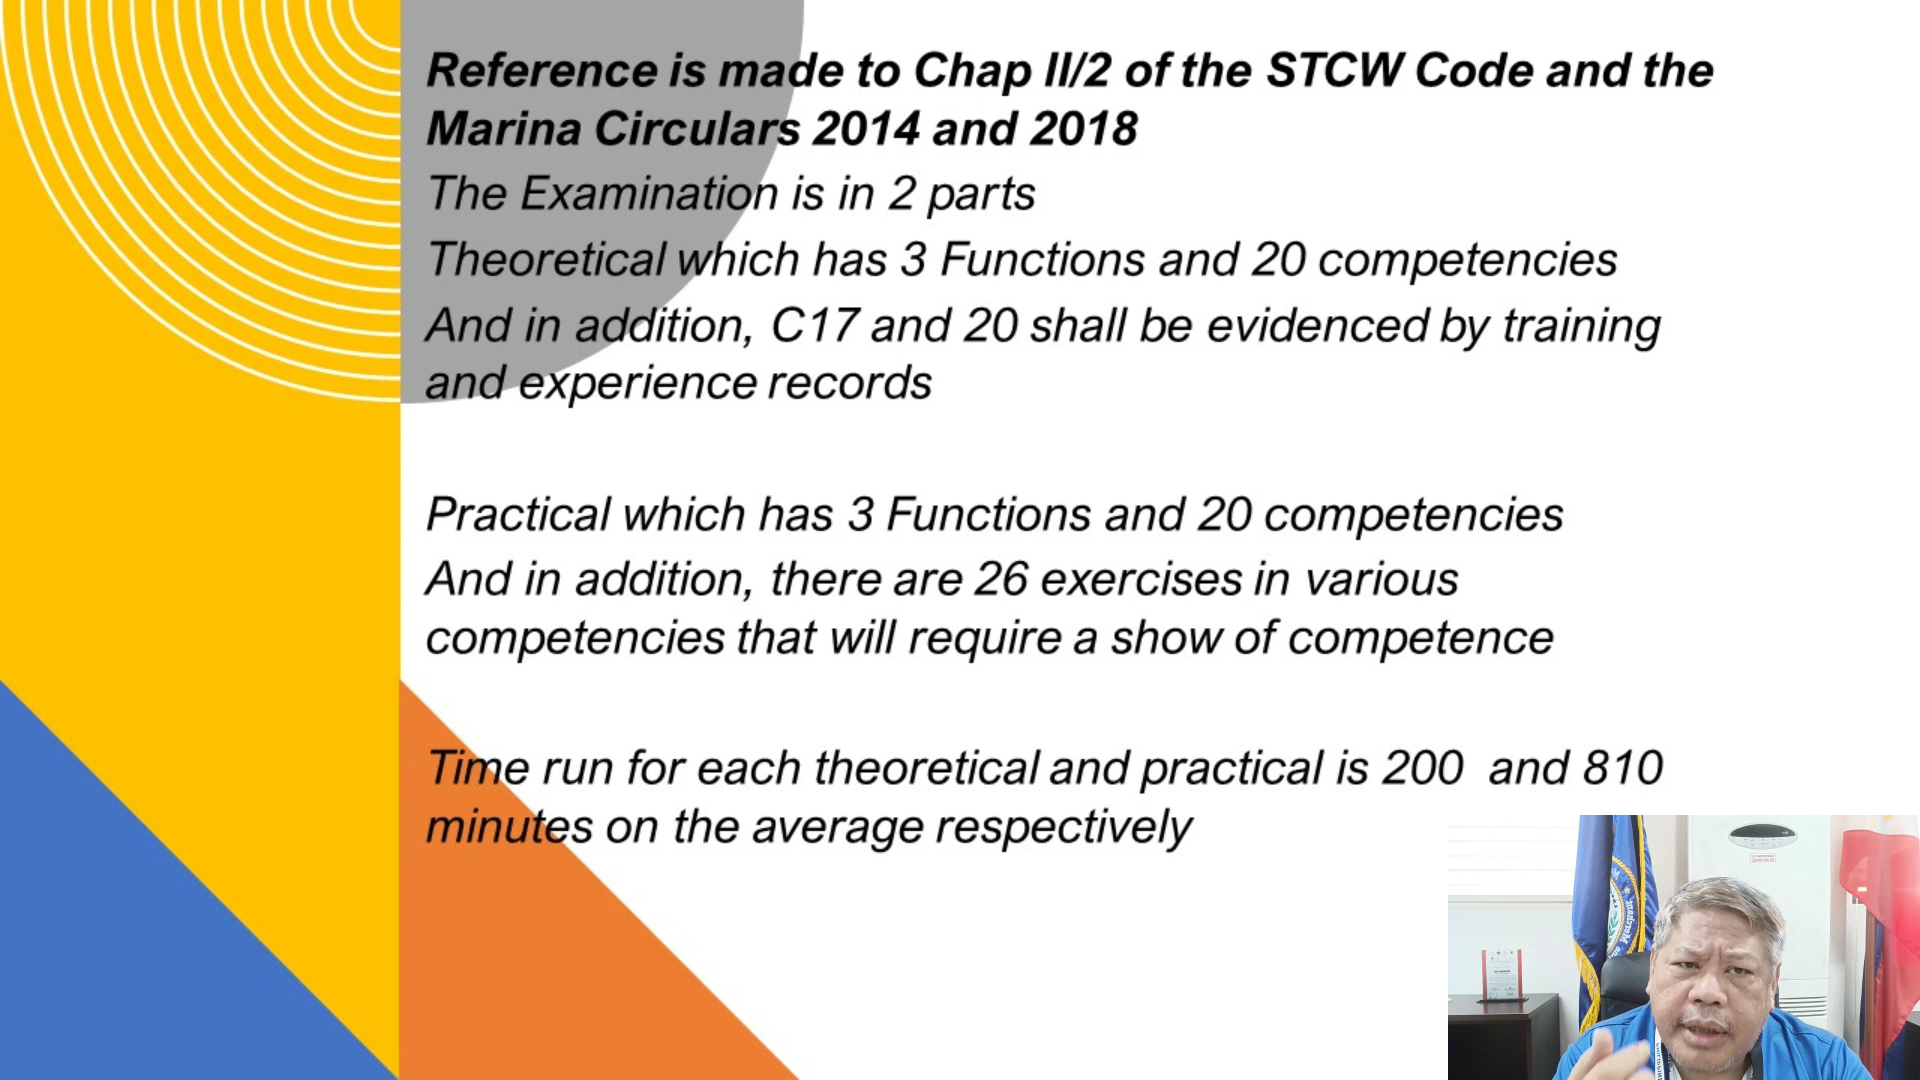 Reference is made to Chap II/2 of the STCW Code and the
Marina Circulars 2014 and 2018
The Examination is in 2 parts
Theoretical which has 3 Functions and 20 competencies
And in addition, C17 and 20 shall be evidenced by training
and experience records
Practical which has 3 Functions and 20 competencies
And in addition, there are 26 exercises in various
competencies that will require a show of competence
Time run for each theoretical and practical is 200 and 810
minutes on the average respectively